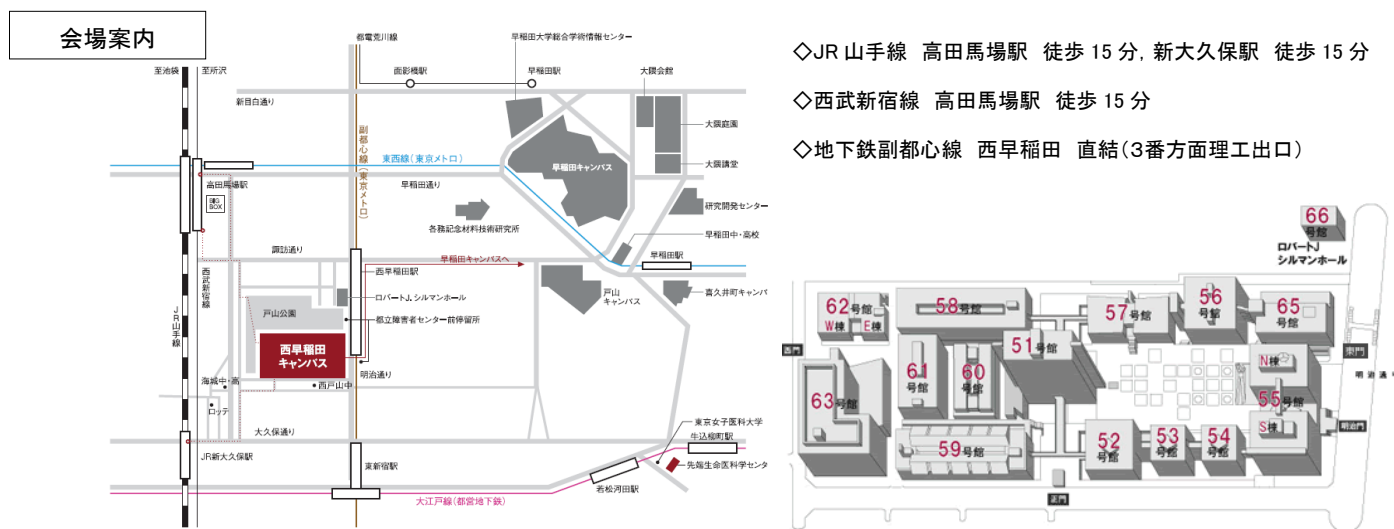 会場案内
都電荒川線
早稲田大学総合学術情報センター
至池袋
至所沢
面影橋駅
早稲田駅
大隈会館
新目白通り
大隈庭園
副都心線(東京メトロ)
東西線(東京メトロ)
早稲田キャンパス
大隈講堂
高田馬場駅
早稲田通り
BIG
BOX
研究開発センター
各務記念材料技術研究所
早稲田中・高校
諏訪通り
早稲田キャンパスへ
早稲田駅
西武新宿線
西早稲田駅
戸山
キャンパス
喜久井町キャンパ
ロバートJ. シルマンホール
JR山手線
戸山公園
都立障害者センター前停留所
西早稲田
キャンパス
明治通り
海城中・高
西戸山中
ロッテ
大久保通り
東京女子医科大学
牛込柳町駅
JR新大久保駅
東新宿駅
先端生命医科学センタ
若松河田駅
大江戸線(都営地下鉄)
◇JR 山手線 高田馬場駅 徒歩 15 分, 新大久保駅 徒歩 15 分
◇西武新宿線 高田馬場駅 徒歩 15 分
◇地下鉄副都心線 西早稲田 直結(3番方面理工出口)
66
号館
ロバートJ
シルマンホール
62号館
W棟 E棟
58号館
57号館
56
号館
65
号館
51号館
西門
61
号館
60
号館
N棟
東門
明治通り
63号館
55
号館
S棟
明治門
59
号館
52
号館
53
号館
54
号館
正門